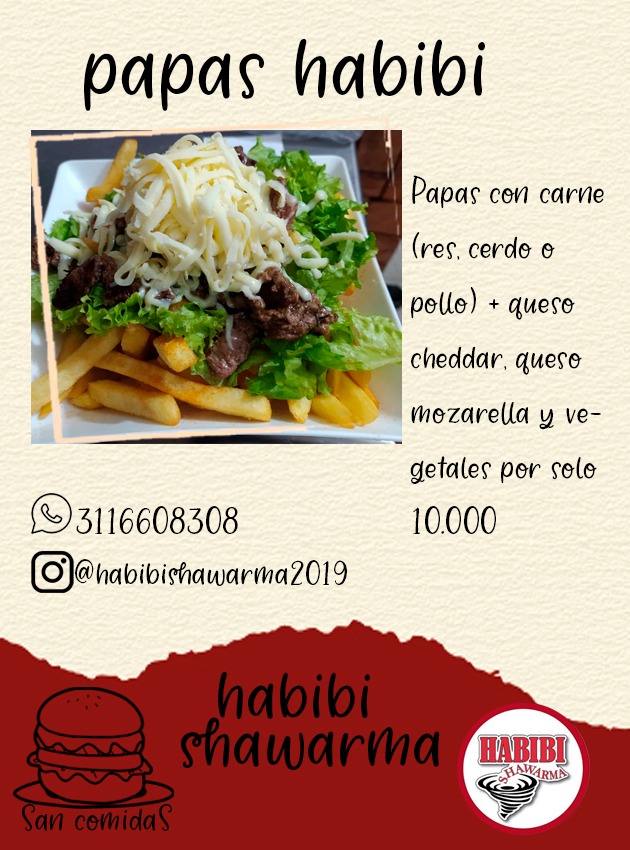 papas habibi
Papas con carne
(res, cerdo o
pollo) + queso
cheddar, queso
mozarella y ve-
getales por solo
10.000
3116608308
@habibishawarma2019
habibi
shawarma
San comidaS
HABIBI
SHAWARMA